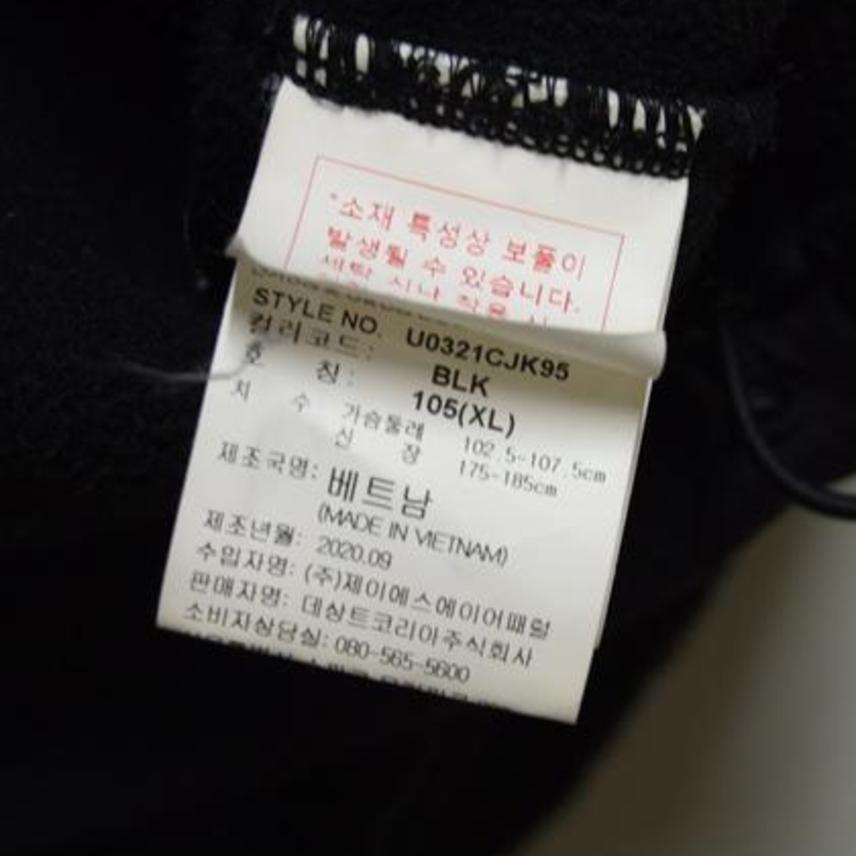 *소재 특성상 보풀이
발생될 수 있습니다.
STYLE NO. U0321CJK95
컬러코드: BLK
호 칭: 105(XL)
치 수 가슴둘레 102.5-107.5cm
신 장 175-185cm
제조국명: 베트남
(MADE IN VIETNAM)
제조년월: 2020.09
수입자명: (주)제이에스에이어패럴
판매자명: 데상트코리아주식회사
소비자상담실: 080-565-5600